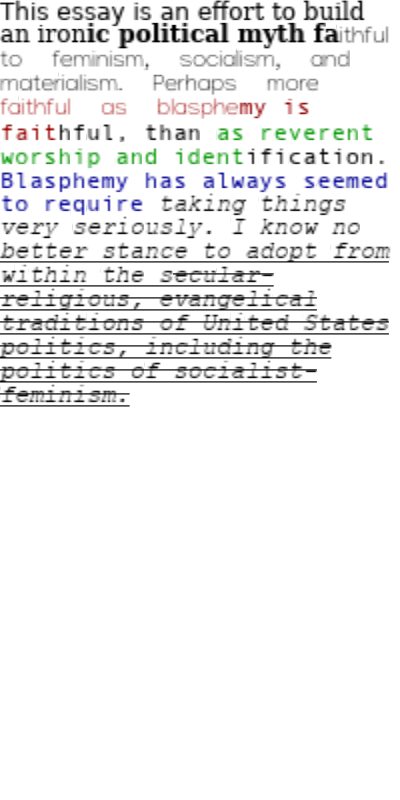 This essay is an effort to build
an ironic political myth faithful
to feminism, socialism, and
materialism. Perhaps more
faithful as blasphemy is
faithful, than as reverent
worship and identification.
Blasphemy has always seemed
to require taking things
very seriously. I know no
better stance to adopt from
within the secular-
religious, evangelical
traditions of United States
politics, including the
politics of socialist-
feminism.